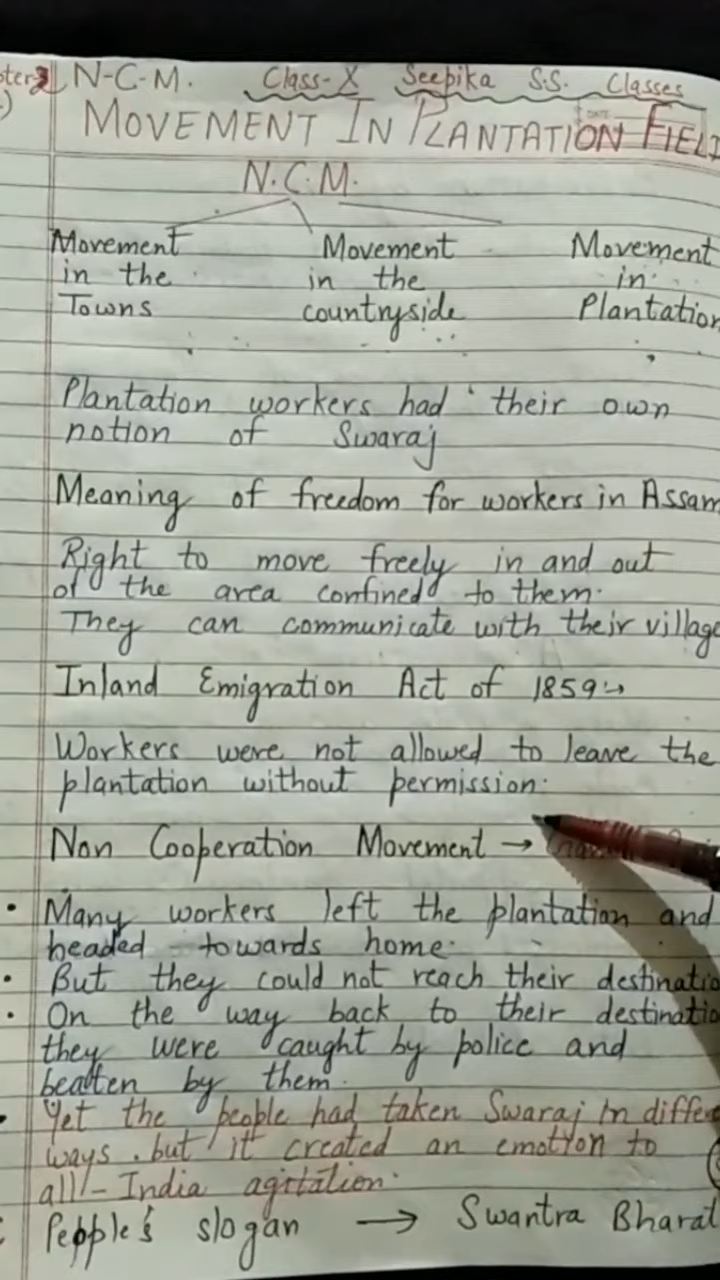 N-C-M. Class-X Seepika S.S. Classes
MOVEMENT IN PLANTATION FIEL
N.C.M.
Movement in the Towns
Movement in the countryside
Movement in Plantation
Plantation workers had their own
notion of Swaraj
Meaning of freedom for workers in Assam
Right to move freely in and out
of the area confined to them.
They can communicate with their village
Inland Emigration Act of 1859
Workers were not allowed to leave the
plantation without permission.
Non Cooperation Movement →
• Many workers left the plantation and
headed towards home.
• But they could not reach their destinatio
• On the way back to their destinatio
they were caught by police and
beaten by them.
• Yet the people had taken Swaraj in differe
ways. but it created an emotion to
all-India agitation.
People's slogan → Swantra Bharat